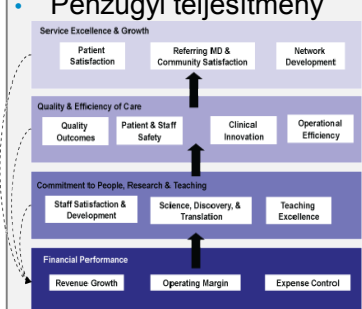 • Pénzügyi teljesítmény
Service Excellence & Growth
Patient
Satisfaction
Referring MD &
Community Satisfaction
Network
Development
Quality & Efficiency of Care
Quality
Outcomes
Patient & Staff
Safety
Clinical
Innovation
Operational
Efficiency
Commitment to People, Research & Teaching
Staff Satisfaction &
Development
Science, Discovery, &
Translation
Teaching
Excellence
Financial Performance
Revenue Growth
Operating Margin
Expense Control